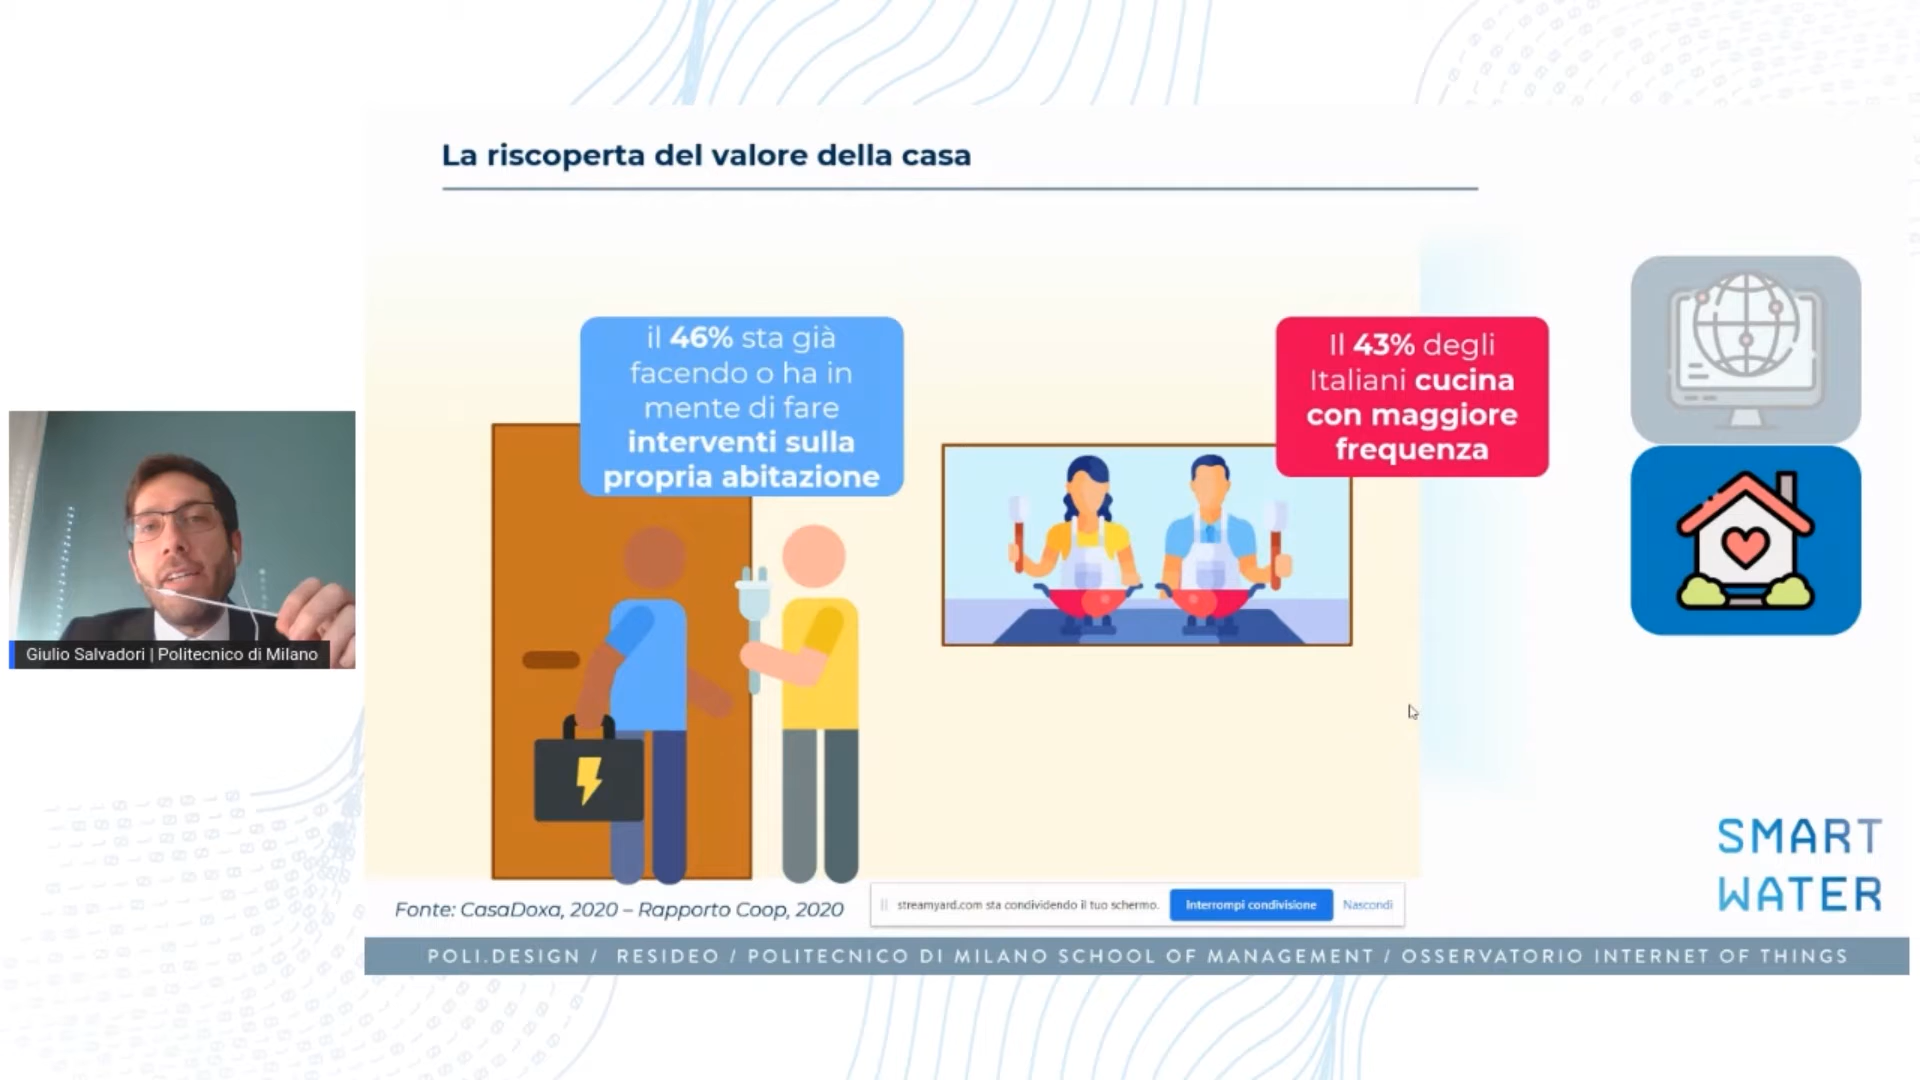 La riscoperta del valore della casa
il 46% sta già
facendo o ha in
mente di fare
interventi sulla
propria abitazione
Il 43% degli
Italiani cucina
con maggiore
frequenza
Giulio Salvadori | Politecnico di Milano
SMART
WATER
Fonte: CasaDoxa, 2020 – Rapporto Coop, 2020
streamyard.com sta condividendo il tuo schermo.
Interrompi condivisione
Nascondi
POLI.DESIGN / RESIDEO / POLITECNICO DI MILANO SCHOOL OF MANAGEMENT / OSSERVATORIO INTERNET OF THINGS